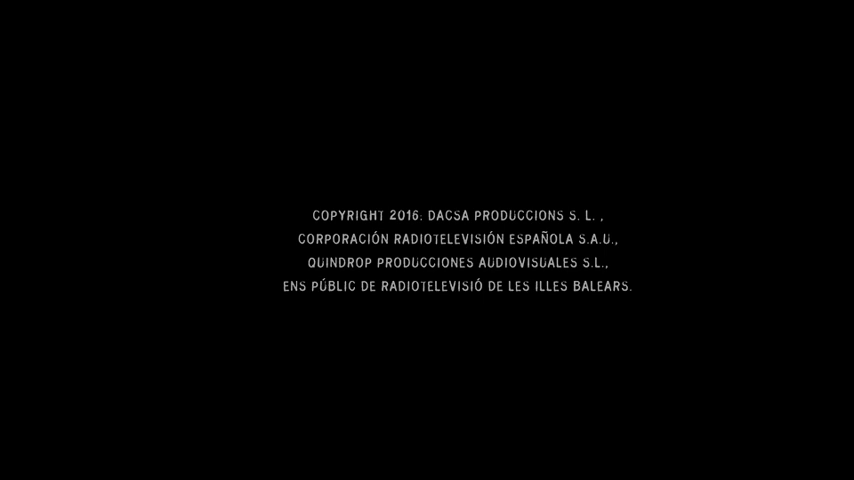 COPYRIGHT 2016: DACSA PRODUCCIONS S. L. ,
CORPORACIÓN RADIOTELEVISIÓN ESPAÑOLA S.A.U.,
QUINDROP PRODUCCIONES AUDIOVISUALES S.L.,
ENS PÚBLIC DE RADIOTELEVISIÓ DE LES ILLES BALEARS.